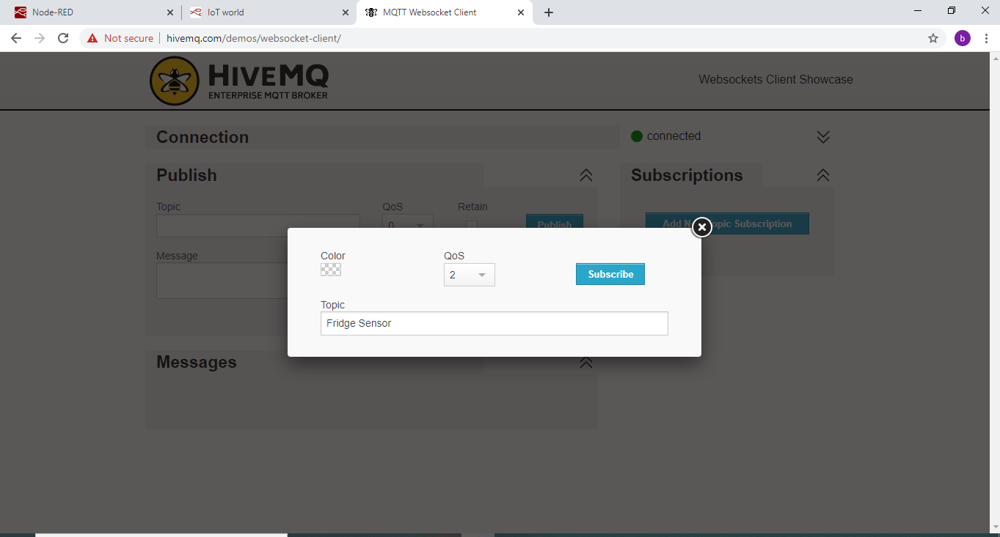 Node-RED
IoT world
MQTT Websocket Client
Not secure
hivemq.com/demos/websocket-client/
b
HIVEMQ
ENTERPRISE MQTT BROKER
Websockets Client Showcase
Connection
connected
Publish
Subscriptions
Topic
QoS
Retain
0
Publish
Add New Topic Subscription
Message
Color
QoS
2
Subscribe
Topic
Fridge Sensor
Messages